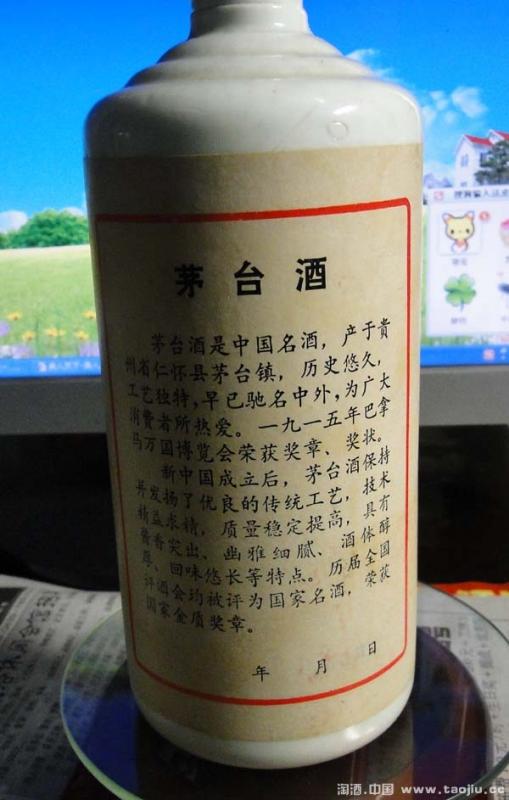 茅台酒
茅台酒是中国名酒，产于贵
州省仁怀县茅台镇，历史悠久，
工艺独特，早已驰名中外，为广大
消费者所热爱。一九一五年巴拿
马万国博览会荣获奖章、奖状。
新中国成立后，茅台酒保持
并发扬了优良的传统工艺，技术
精益求精，质量稳定提高，具有
酱香突出、幽雅细腻、酒体醇
厚、回味悠长等特点。历届全国
评酒会均被评为国家名酒，荣获
国家金质奖章。
年 月 日
淘酒.中国 www.taojiu.cc